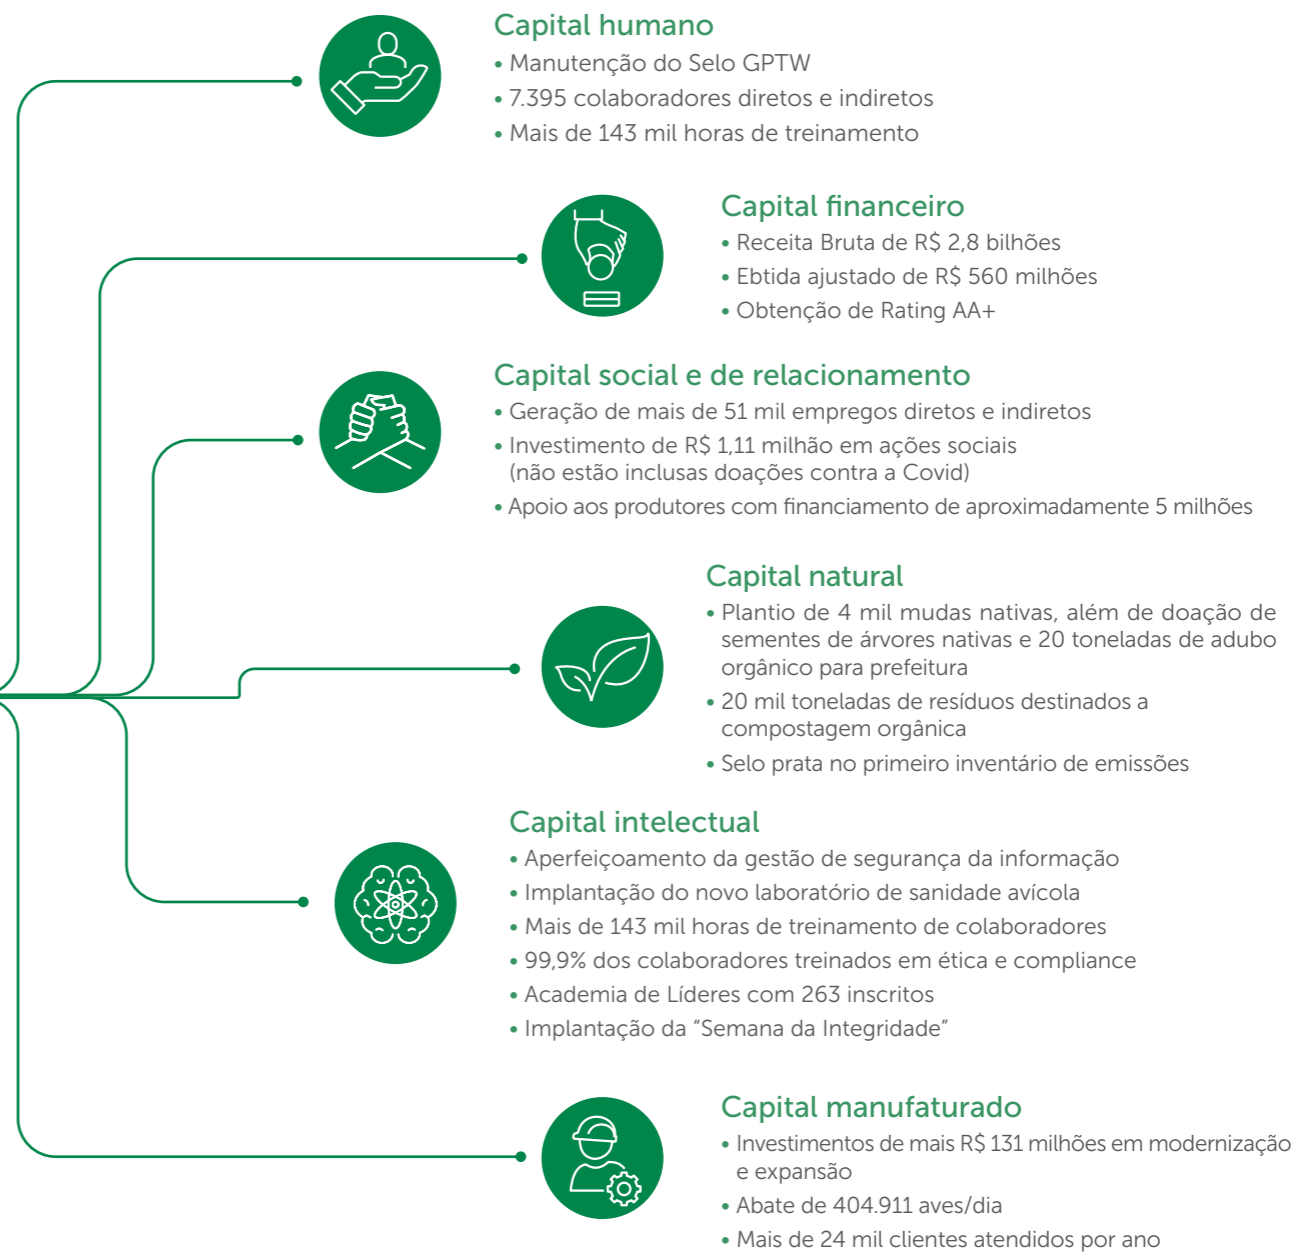 Capital humano
• Manutenção do Selo GPTW
• 7.395 colaboradores diretos e indiretos
• Mais de 143 mil horas de treinamento
Capital financeiro
• Receita Bruta de R$ 2,8 bilhões
• Ebtida ajustado de R$ 560 milhões
• Obtenção de Rating AA+
Capital social e de relacionamento
• Geração de mais de 51 mil empregos diretos e indiretos
• Investimento de R$ 1,11 milhão em ações sociais
(não estão inclusas doações contra a Covid)
• Apoio aos produtores com financiamento de aproximadamente 5 milhões
Capital natural
• Plantio de 4 mil mudas nativas, além de doação de
sementes de árvores nativas e 20 toneladas de adubo
orgânico para prefeitura
• 20 mil toneladas de resíduos destinados a
compostagem orgânica
• Selo prata no primeiro inventário de emissões
Capital intelectual
• Aperfeiçoamento da gestão de segurança da informação
• Implantação do novo laboratório de sanidade avícola
• Mais de 143 mil horas de treinamento de colaboradores
• 99,9% dos colaboradores treinados em ética e compliance
• Academia de Líderes com 263 inscritos
• Implantação da “Semana da Integridade”
Capital manufaturado
• Investimentos de mais R$ 131 milhões em modernização
e expansão
• Abate de 404.911 aves/dia
• Mais de 24 mil clientes atendidos por ano